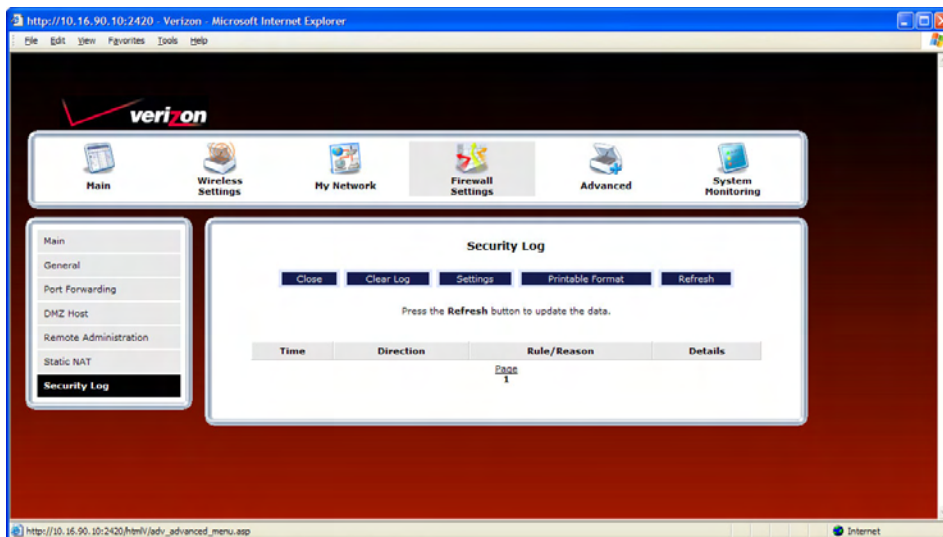 http://10.16.90.10:2420 - Verizon - Microsoft Internet Explorer
File Edit View Favorites Tools Help
verizon
Main
Wireless Settings
My Network
Firewall Settings
Advanced
System Monitoring
Main
General
Port Forwarding
DMZ Host
Remote Administration
Static NAT
Security Log
Security Log
Close Clear Log Settings Printable Format Refresh
Press the Refresh button to update the data.
Time Direction Rule/Reason Details
Page
1
http://10.16.90.10:2420/htmlV/adv_advanced_menu.asp Internet